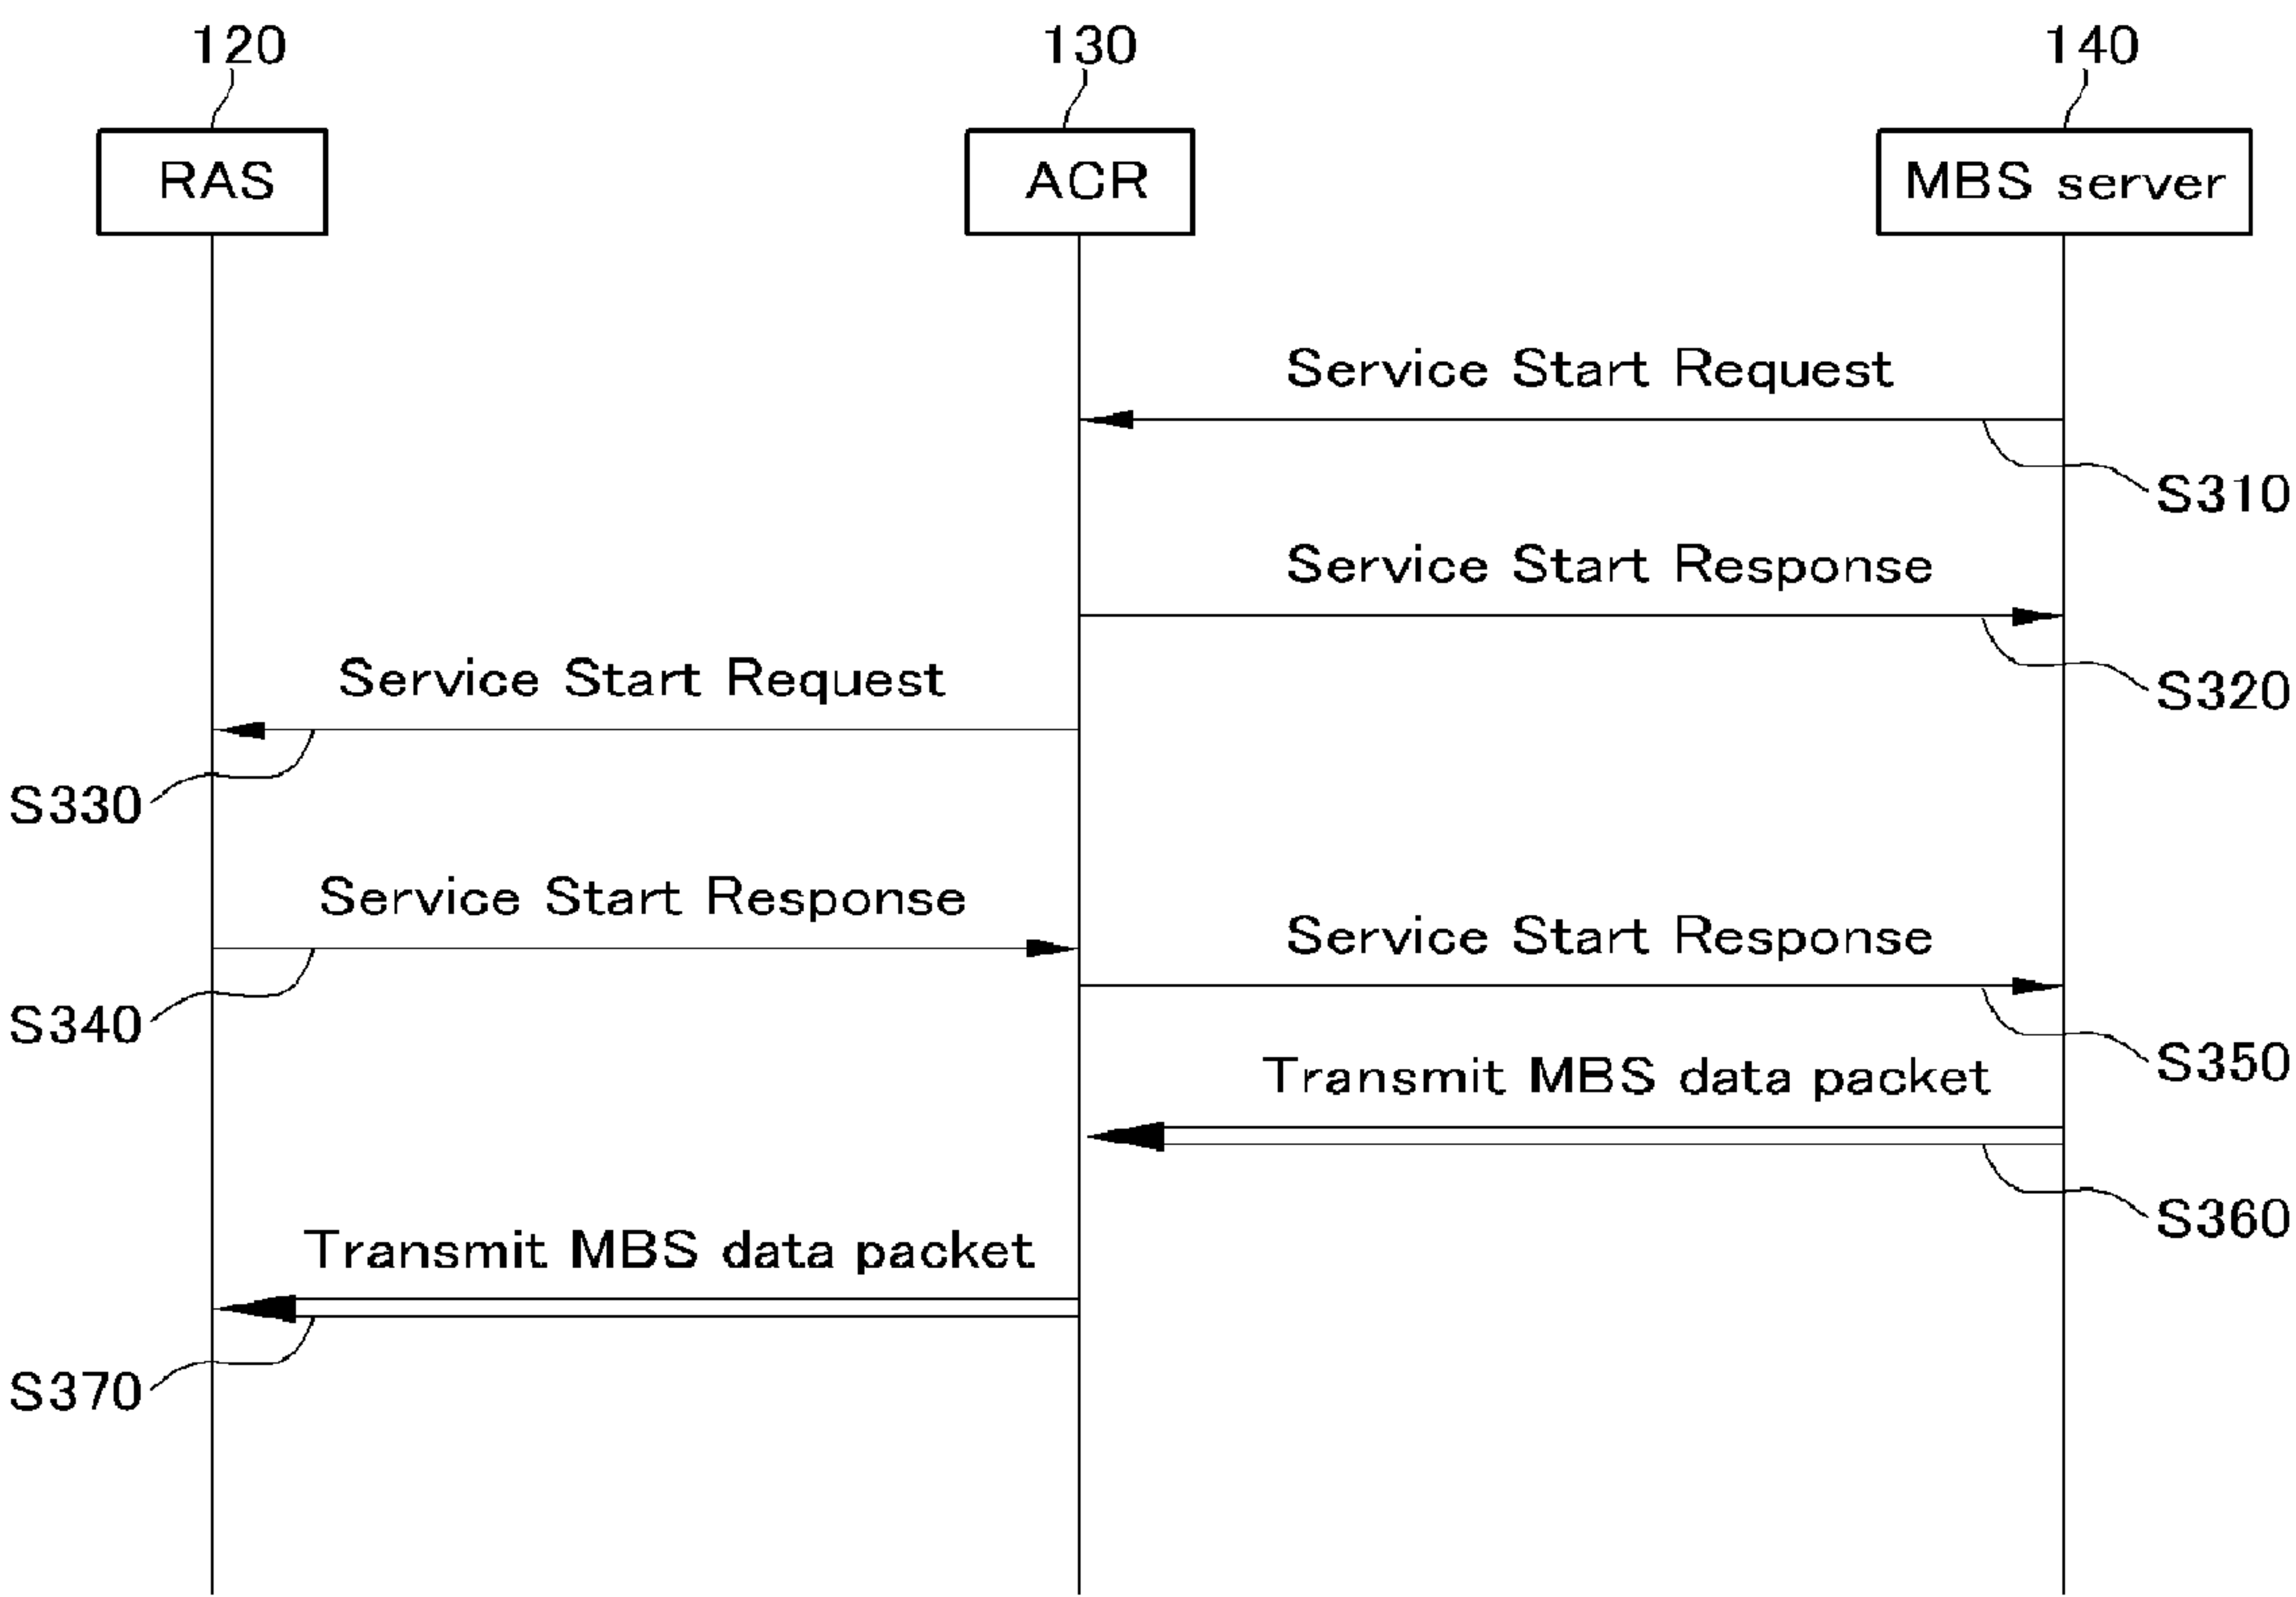 120
130
140
RAS
ACR
MBS server
Service Start Request
S310
Service Start Response
S320
Service Start Request
S330
Service Start Response
S340
Service Start Response
S350
Transmit MBS data packet
S360
Transmit MBS data packet
S370